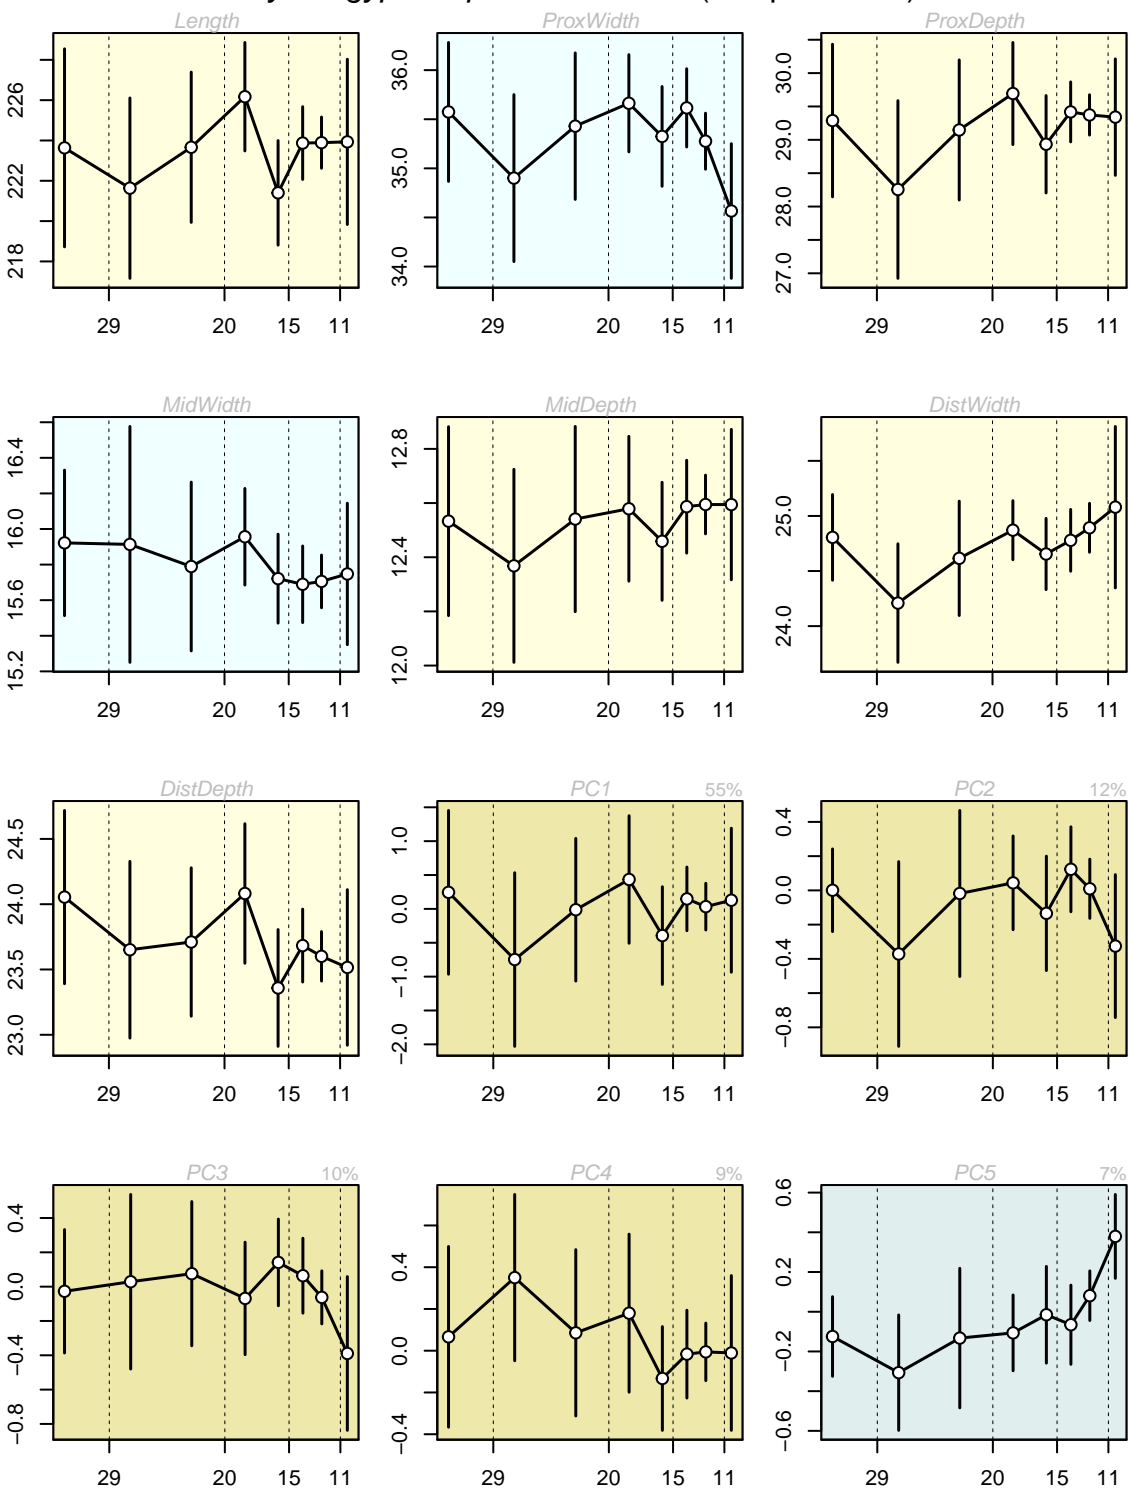 Length
226
222
218
29 20 15 11
ProxWidth
36.0
35.0
34.0
29 20 15 11
ProxDepth
30.0
29.0
28.0
27.0
29 20 15 11
MidWidth
16.4
16.0
15.6
15.2
29 20 15 11
MidDepth
12.8
12.4
12.0
29 20 15 11
DistWidth
25.0
24.0
29 20 15 11
DistDepth
24.5
24.0
23.5
23.0
29 20 15 11
PC1 55%
1.0
0.0
−1.0
−2.0
29 20 15 11
PC2 12%
0.4
0.0
−0.4
−0.8
29 20 15 11
PC3 10%
0.4
0.0
−0.4
−0.8
29 20 15 11
PC4 9%
0.4
0.0
−0.4
29 20 15 11
PC5 7%
0.6
0.2
−0.2
−0.6
29 20 15 11